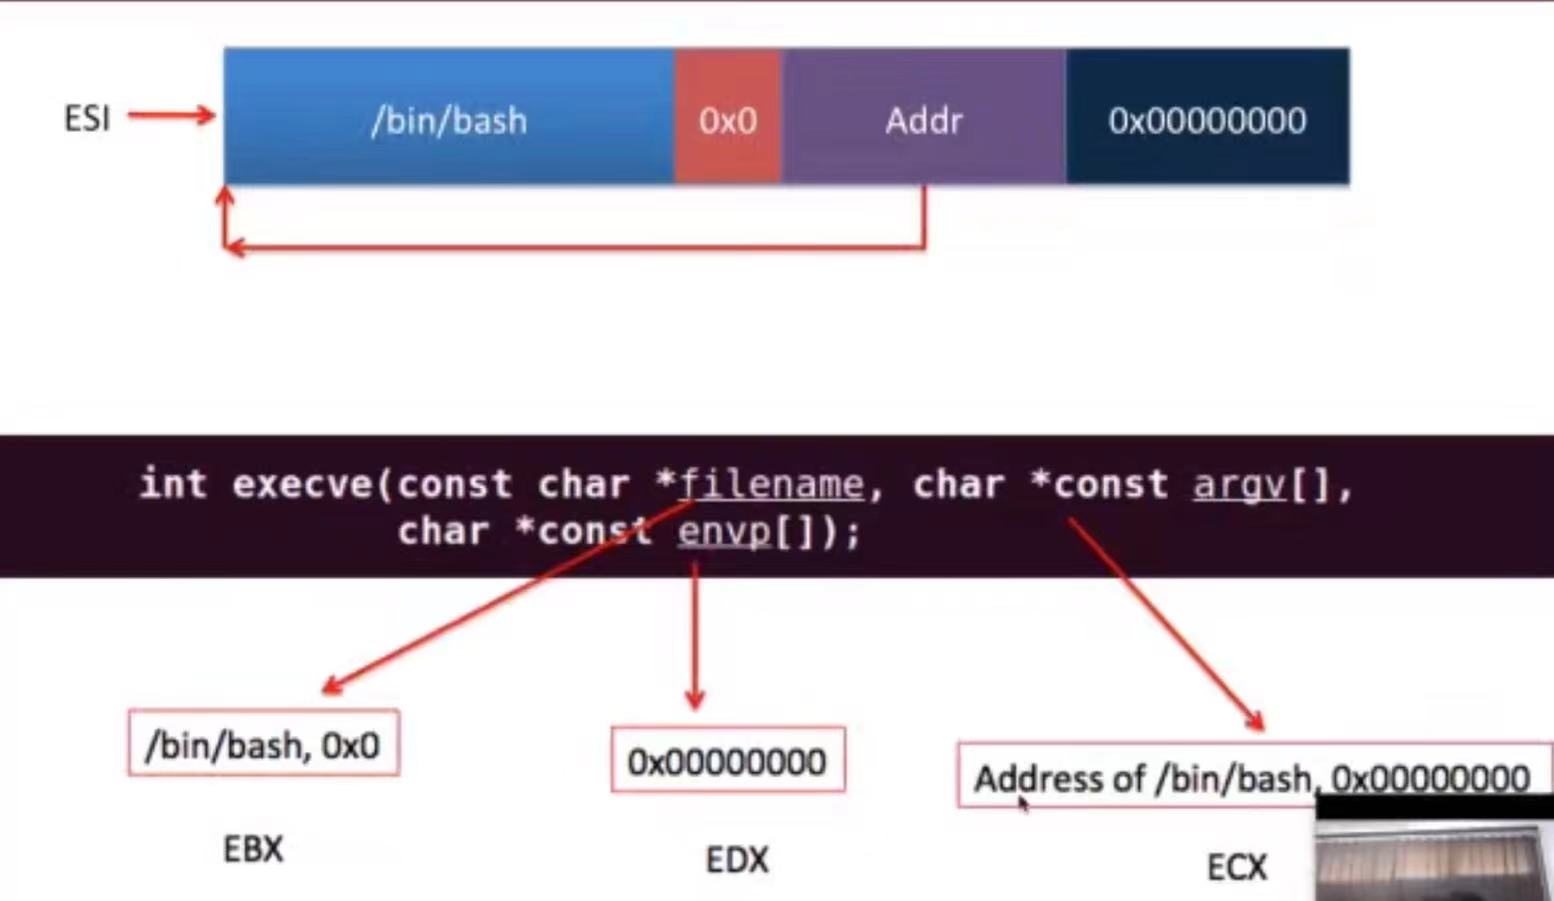 ESI
/bin/bash 0x0 Addr 0x00000000
int execve(const char *filename, char *const argv[],
char *const envp[]);
/bin/bash, 0x0
0x00000000
Address of /bin/bash, 0x00000000
EBX
EDX
ECX